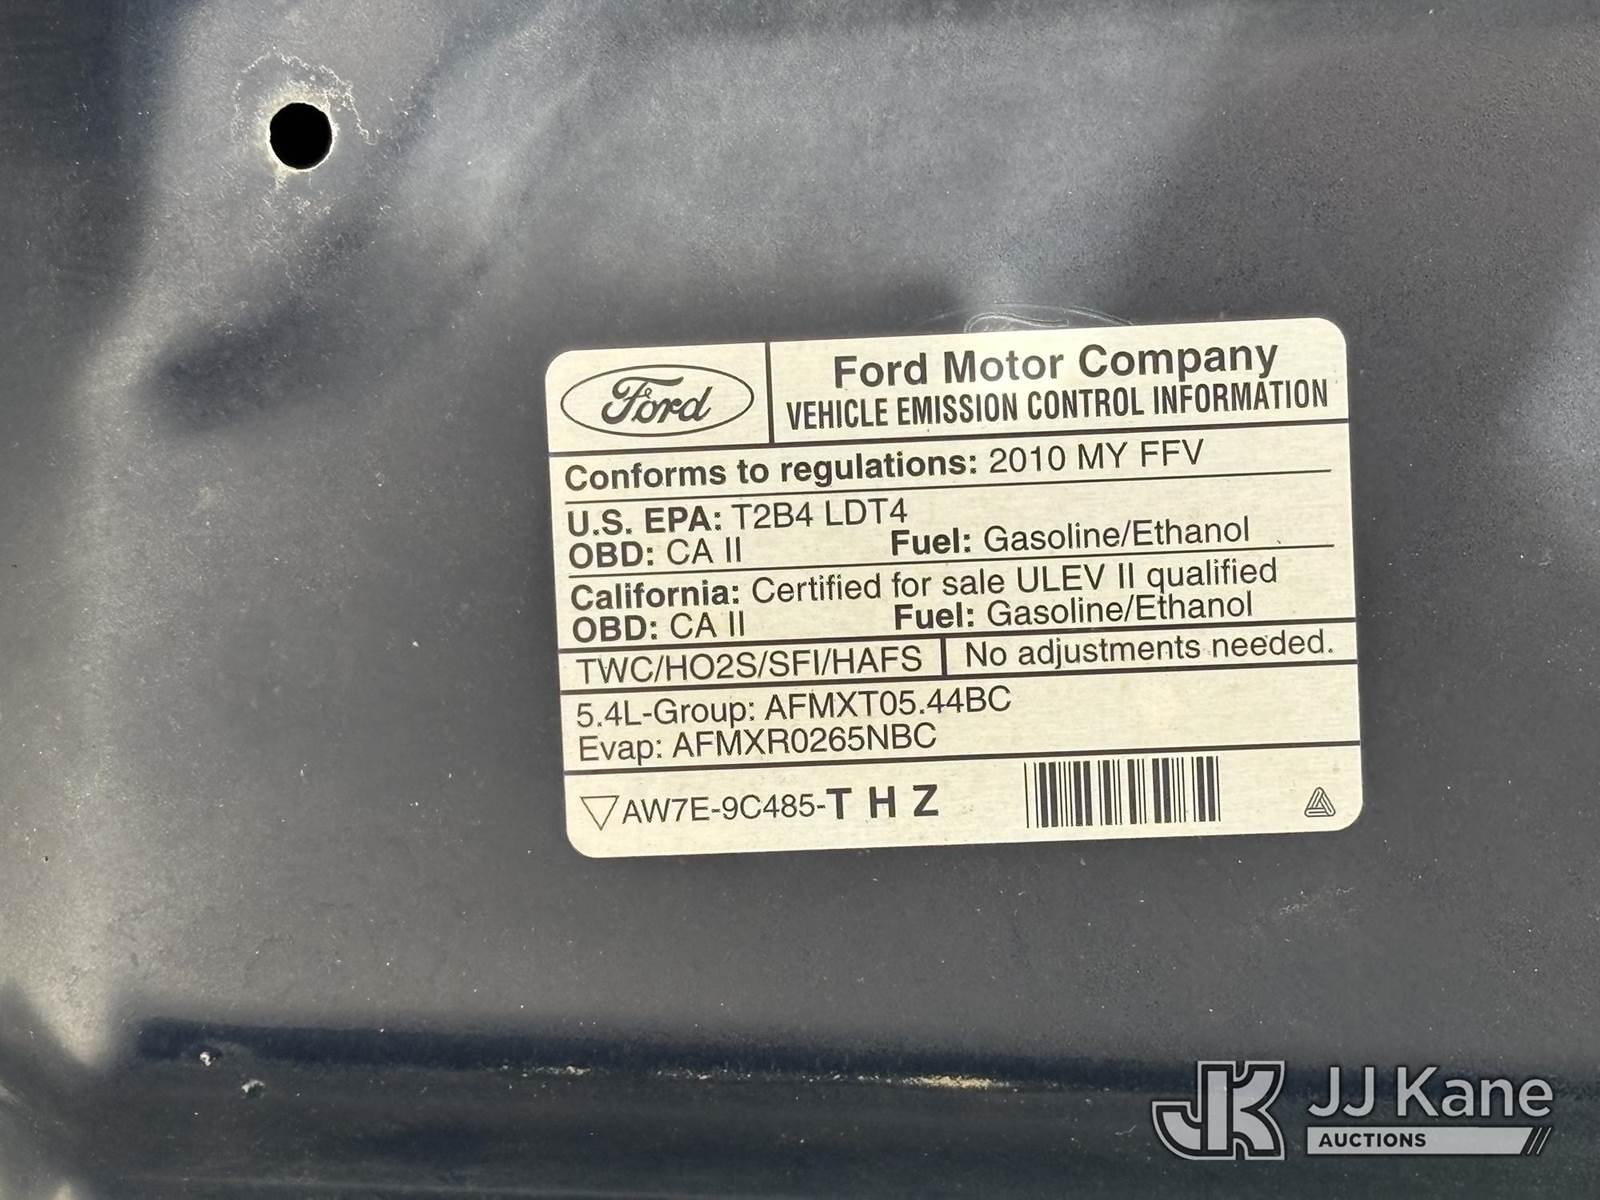 Ford
Ford Motor Company
VEHICLE EMISSION CONTROL INFORMATION
Conforms to regulations: 2010 MY FFV
U.S. EPA: T2B4 LDT4
OBD: CA II Fuel: Gasoline/Ethanol
California: Certified for sale ULEV II qualified
OBD: CA II Fuel: Gasoline/Ethanol
TWC/HO2S/SFI/HAFS No adjustments needed.
5.4L-Group: AFMXT05.44BC
Evap: AFMXR0265NBC
AW7E-9C485-T H Z
JK JJ Kane
AUCTIONS